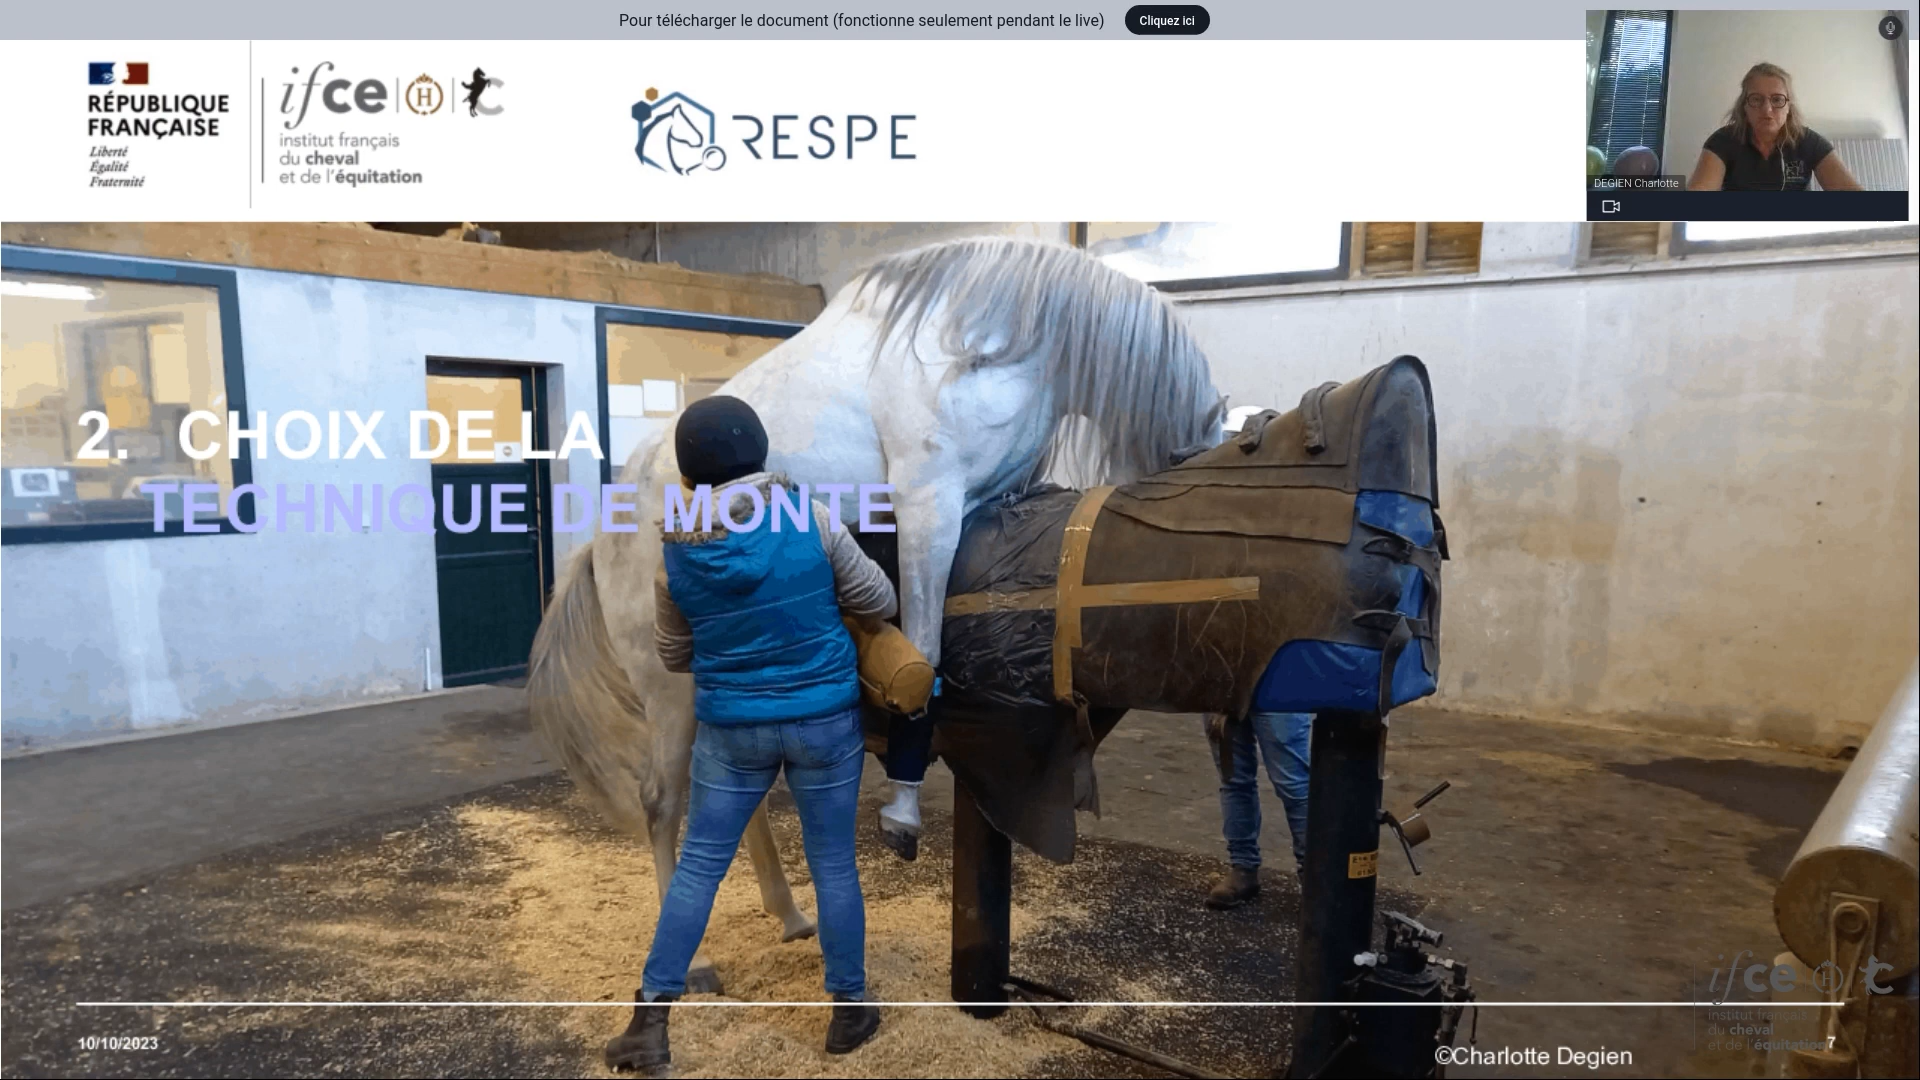 Pour télécharger le document (fonctionne seulement pendant le live)
Cliquez ici
RÉPUBLIQUE
FRANÇAISE
Liberté
Égalité
Fraternité
ifce
H
institut français
du cheval
et de l'équitation
RESPE
DEGIEN Charlotte
2. CHOIX DE LA
TECHNIQUE DE MONTE
10/10/2023
©Charlotte Degien
ifce
institut français
du cheval
et de l'équitation
7